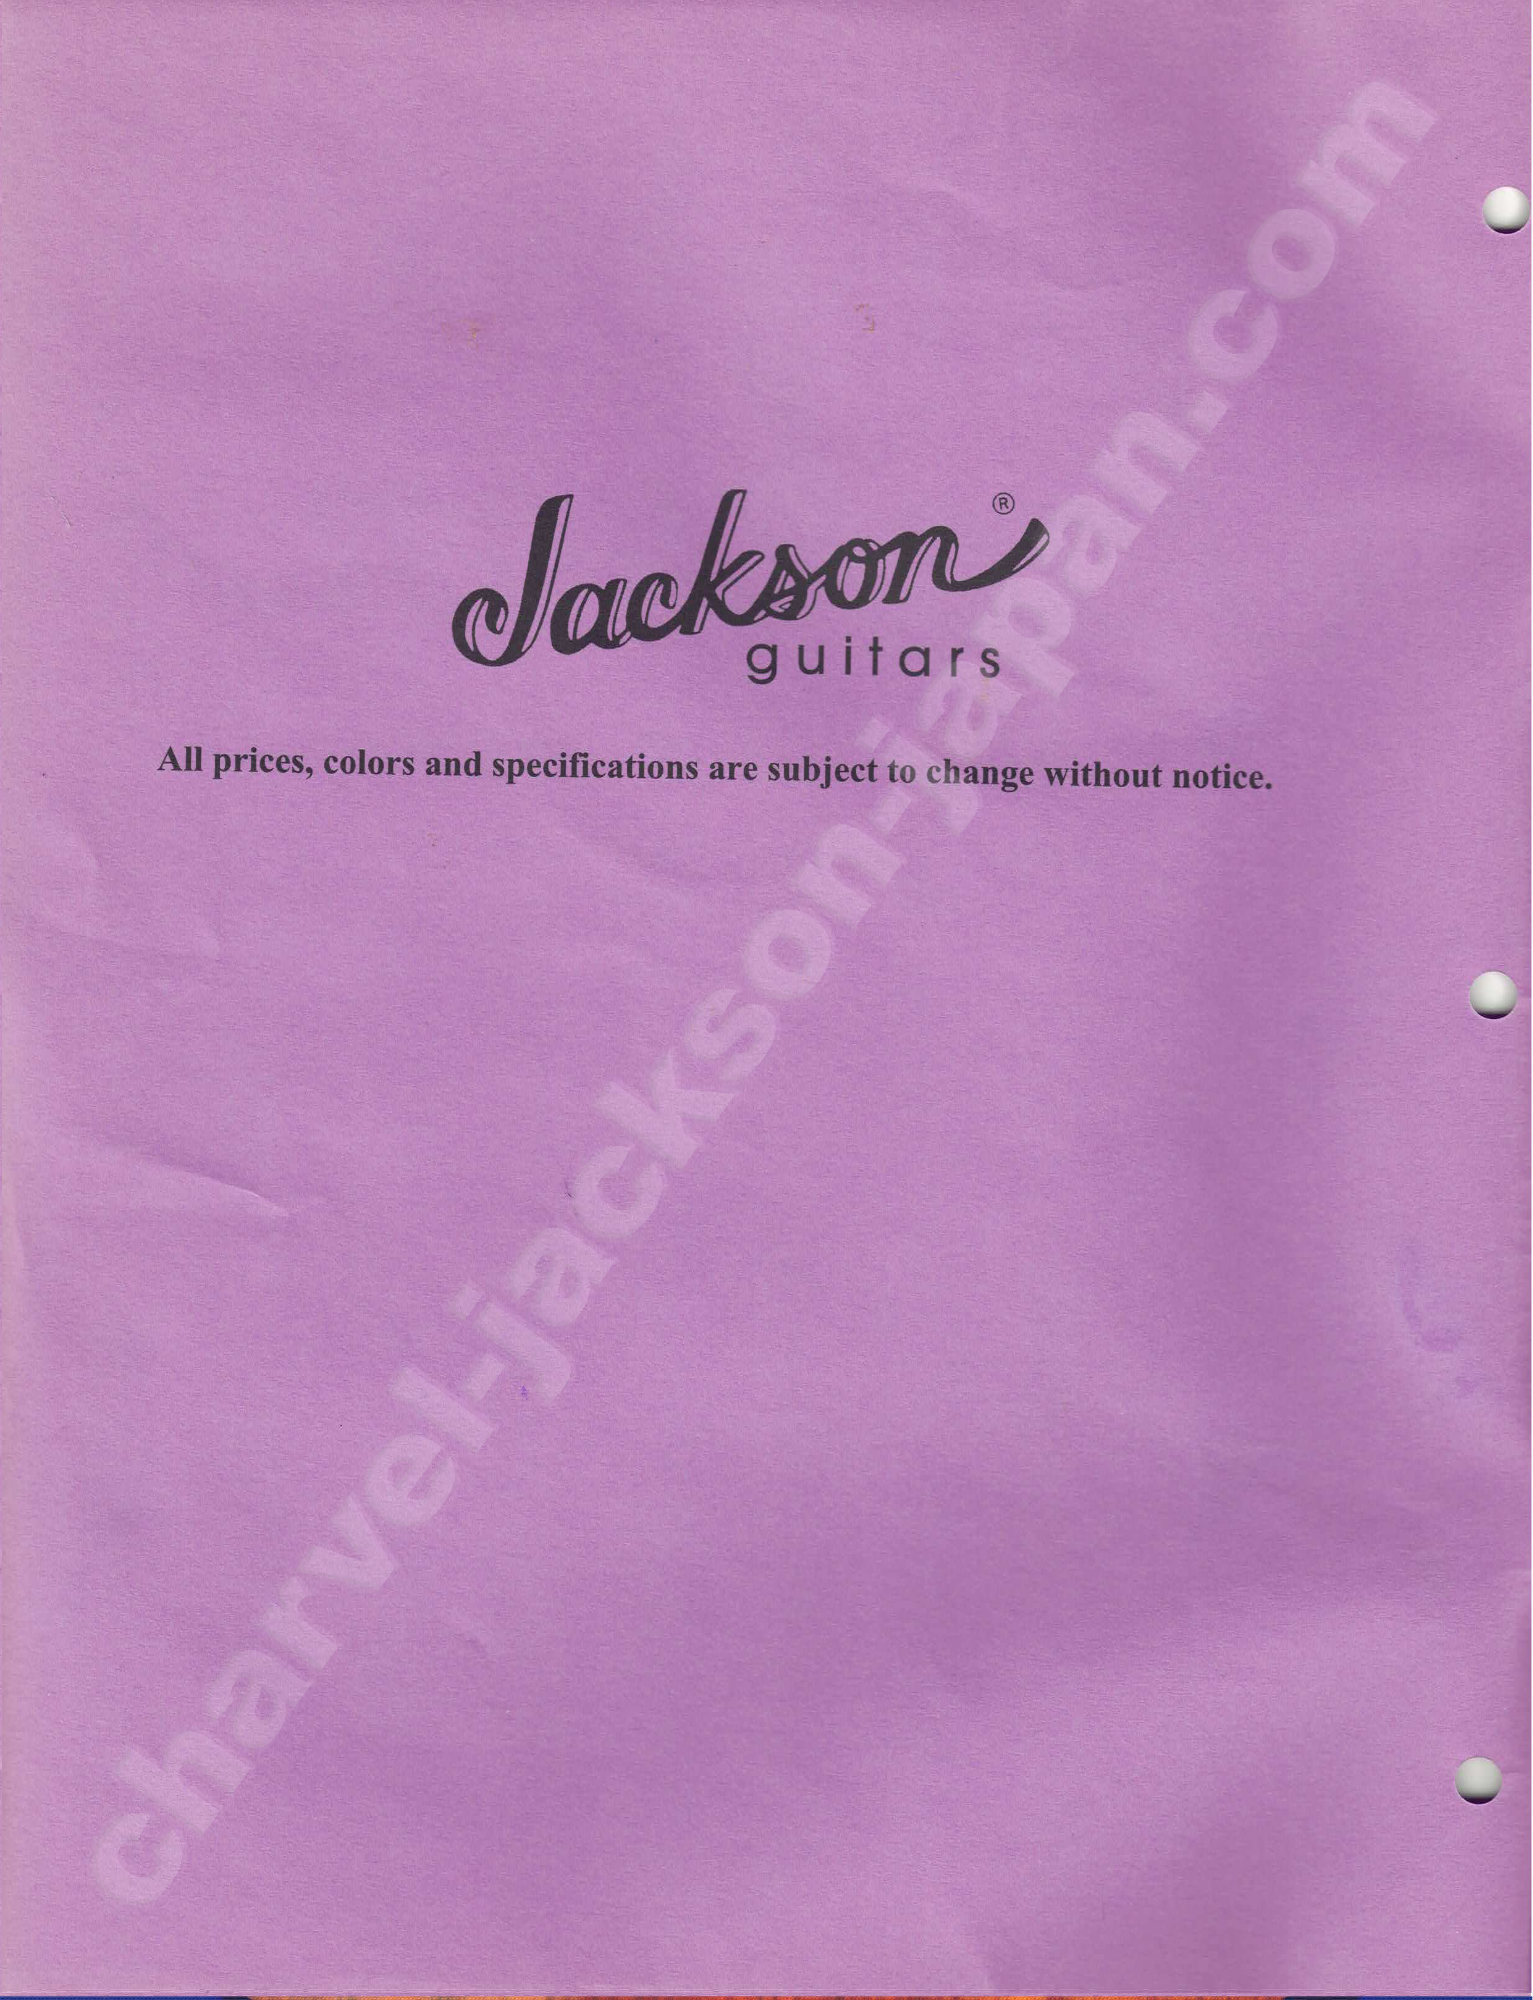 Jackson®
guitars
All prices, colors and specifications are subject to change without notice.
charvel-jackson-japan.com